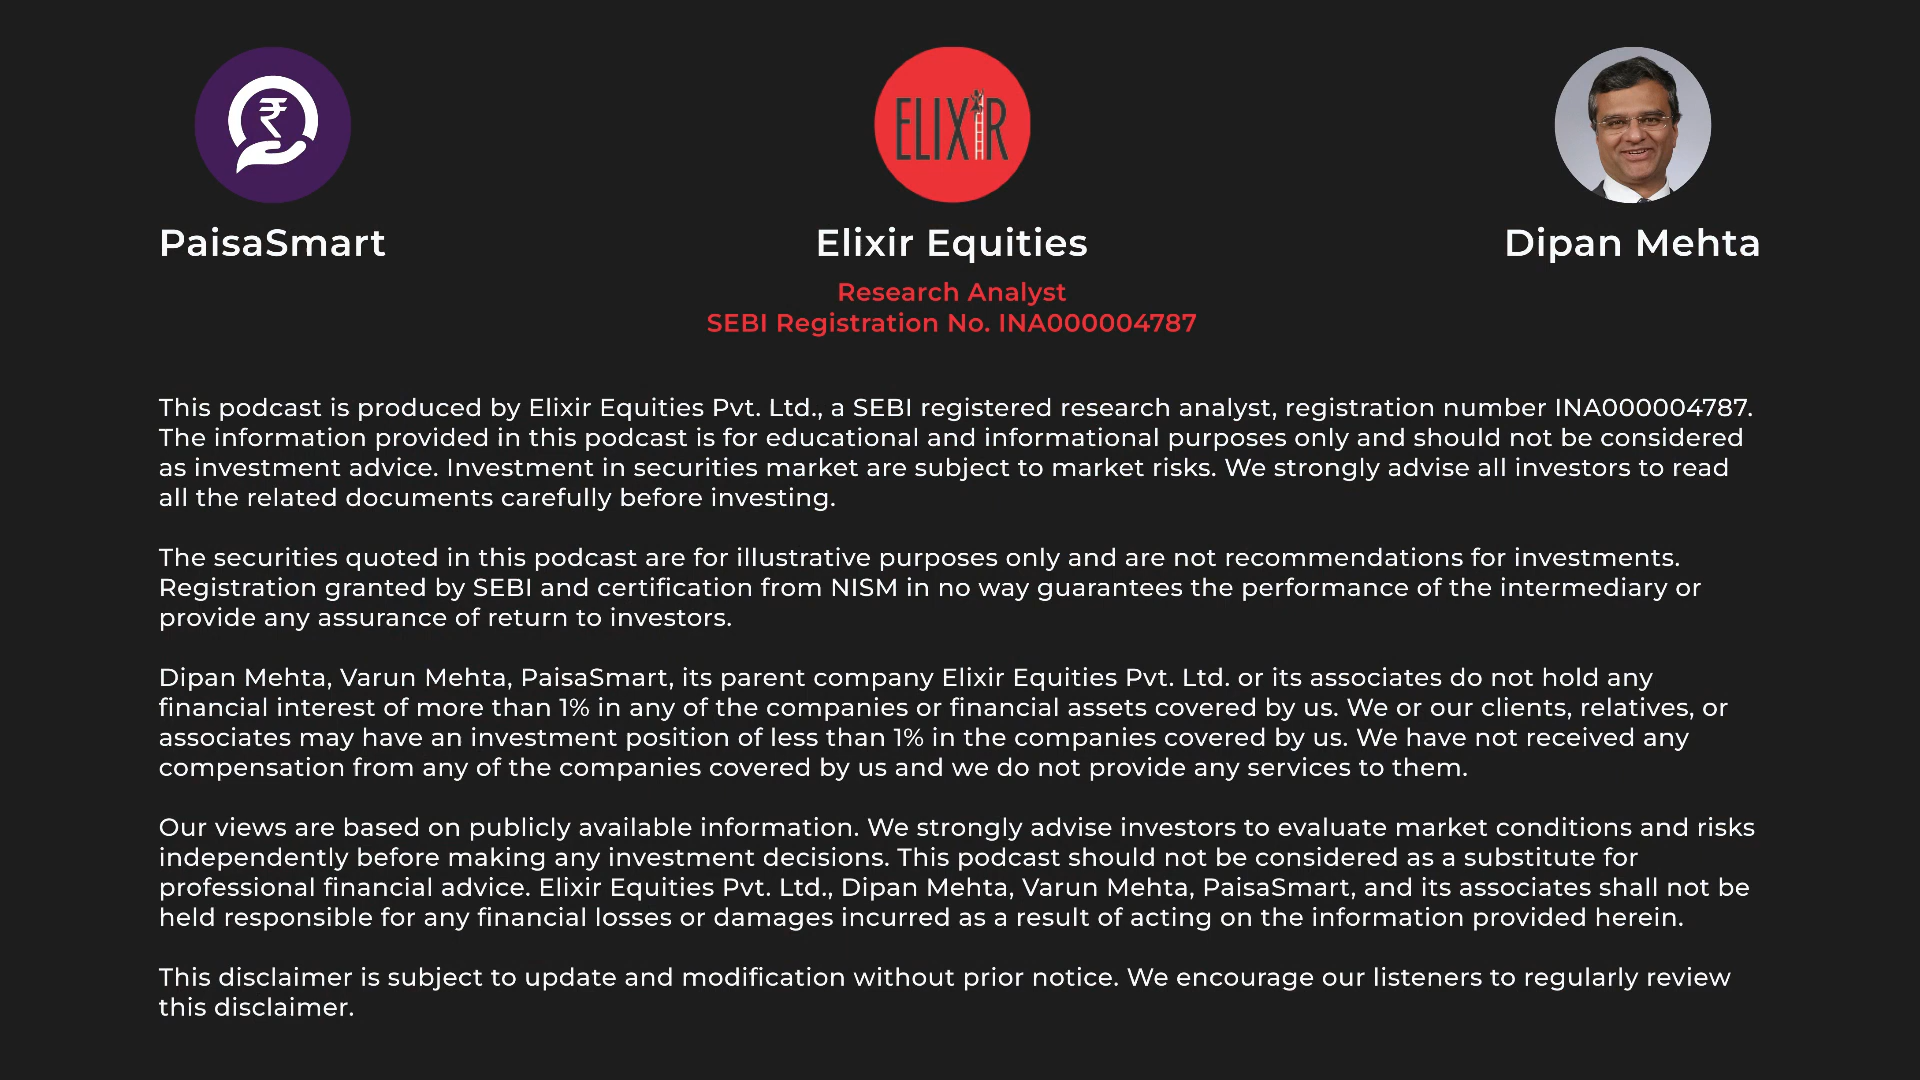 ₹
ELIXIR
PaisaSmart
Elixir Equities
Dipan Mehta
Research Analyst
SEBI Registration No. INA000004787
This podcast is produced by Elixir Equities Pvt. Ltd., a SEBI registered research analyst, registration number INA000004787.
The information provided in this podcast is for educational and informational purposes only and should not be considered
as investment advice. Investment in securities market are subject to market risks. We strongly advise all investors to read
all the related documents carefully before investing.
The securities quoted in this podcast are for illustrative purposes only and are not recommendations for investments.
Registration granted by SEBI and certification from NISM in no way guarantees the performance of the intermediary or
provide any assurance of return to investors.
Dipan Mehta, Varun Mehta, PaisaSmart, its parent company Elixir Equities Pvt. Ltd. or its associates do not hold any
financial interest of more than 1% in any of the companies or financial assets covered by us. We or our clients, relatives, or
associates may have an investment position of less than 1% in the companies covered by us. We have not received any
compensation from any of the companies covered by us and we do not provide any services to them.
Our views are based on publicly available information. We strongly advise investors to evaluate market conditions and risks
independently before making any investment decisions. This podcast should not be considered as a substitute for
professional financial advice. Elixir Equities Pvt. Ltd., Dipan Mehta, Varun Mehta, PaisaSmart, and its associates shall not be
held responsible for any financial losses or damages incurred as a result of acting on the information provided herein.
This disclaimer is subject to update and modification without prior notice. We encourage our listeners to regularly review
this disclaimer.